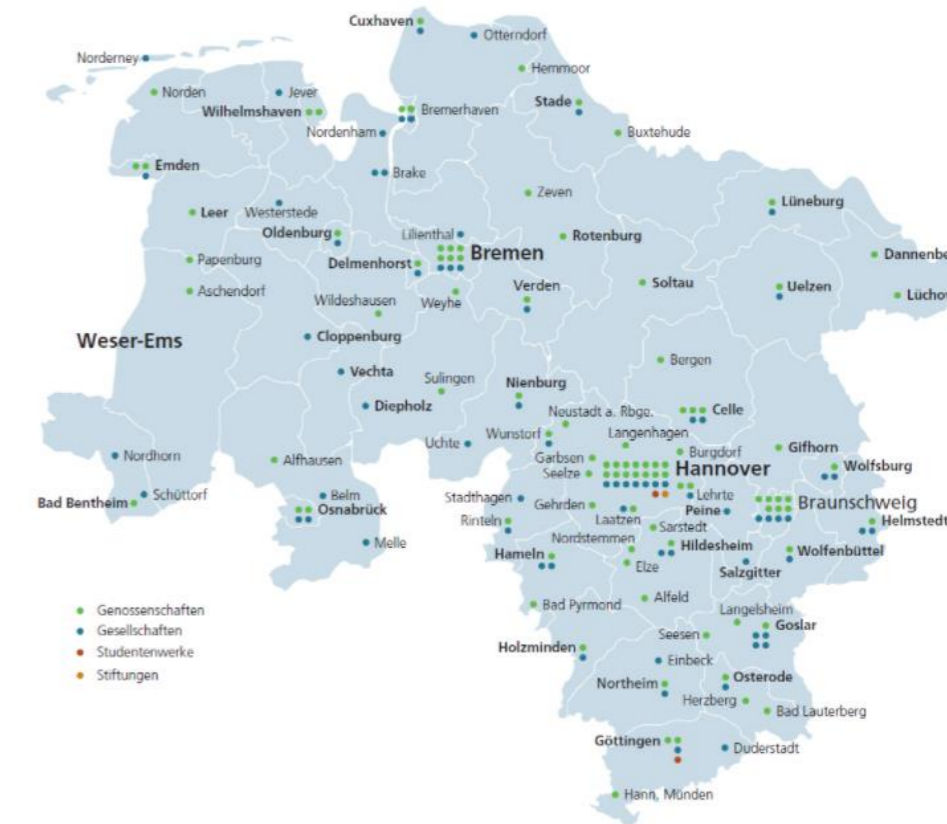 Cuxhaven
Otterndorf
Norderney
Hemmoor
Norden
Jever
Stade
Wilhelmshaven
Bremerhaven
Nordenham
Buxtehude
Emden
Brake
Zeven
Westerstede
Leer
Lüneburg
Oldenburg
Lilienthal
Rotenburg
Bremen
Dannenbe
Papenburg
Delmenhorst
Soltau
Verden
Uelzen
Aschendorf
Wildeshausen
Weyhe
Lüchov
Weser-Ems
Cloppenburg
Bergen
Vechta
Sulingen
Nienburg
Diepholz
Neustadt a. Rbge.
Celle
Uchte
Wunstorf
Langenhagen
Burgdorf
Gifhorn
Nordhorn
Alfhausen
Garbsen
Hannover
Wolfsburg
Seelze
Schüttorf
Belm
Stadthagen
Lehrte
Bad Bentheim
Osnabrück
Gehrden
Peine
Braunschweig
Rinteln
Laatzen
Helmstedt
Sarstedt
Melle
Nordstemmen
Hildesheim
Hameln
Wolfenbüttel
Elze
Salzgitter
Bad Pyrmond
Alfeld
Langelsheim
Goslar
Seesen
Holzminden
Einbeck
Osterode
Northeim
Herzberg
Bad Lauterberg
Göttingen
Duderstadt
Hann. Münden
Genossenschaften
Gesellschaften
Studentenwerke
Stiftungen